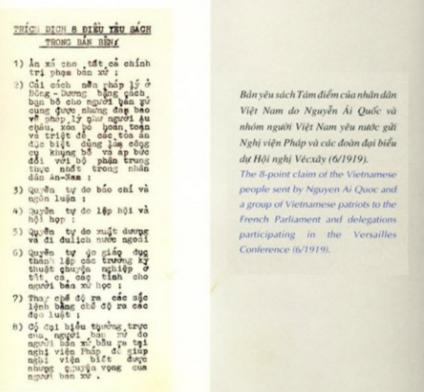 TRÍCH DỊCH 8 ĐIỀU YÊU SÁCH
TRONG BẢN BÊN:
1) Ân xá cho tất cả chính
trị phạm bản xứ ;
2) Cải cách nền pháp lý ở
Đông - Dương bằng cách
bạn bố cho người bản xứ
cũng được những đảm bảo
về pháp lý như người Âu
châu, xóa bỏ hoàn toàn
và triệt để các tòa án
đặc biệt dùng làm công
cụ khủng bố và áp bức
đối với bộ phận trung
thực nhất trong nhân
dân An-Nam ;
3) Quyền tự do báo chí và
ngôn luận ;
4) Quyền tự do lập hội và
hội họp ;
5) Quyền tự do xuất dương
và đi du lịch nước ngoài
6) Quyền tự do giáo dục
thành lập các trường kỹ
thuật chuyên nghiệp ở
tất cả các tỉnh cho
người bản xứ học ;
7) Thay chế độ ra các sắc
lệnh bằng chế độ ra các
đạo luật ;
8) Có đại biểu thường trực
của người bản xứ do
người bản xứ bầu ra tại
nghị viện Pháp để giúp
nghị viện biết được
những nguyện vọng của
người bản xứ .
Bản yêu sách Tám điểm của nhân dân
Việt Nam do Nguyễn Ái Quốc và
nhóm người Việt Nam yêu nước gửi
Nghị viện Pháp và các đoàn đại biểu
dự Hội nghị Vécxây (6/1919).
The 8-point claim of the Vietnamese
people sent by Nguyen Ai Quoc and
a group of Vietnamese patriots to the
French Parliament and delegations
participating in the Versailles
Conference (6/1919).